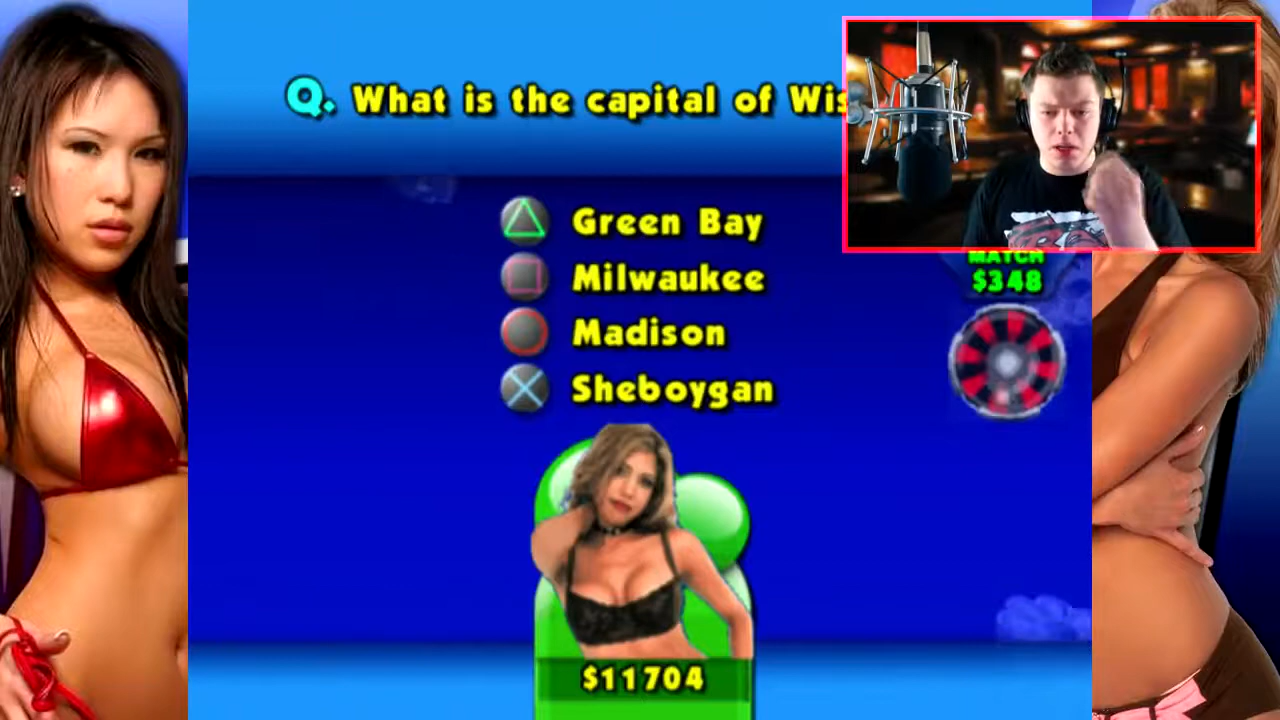 Q. What is the capital of Wis
Green Bay
Milwaukee
Madison
Sheboygan
MATCH
$348
$11704